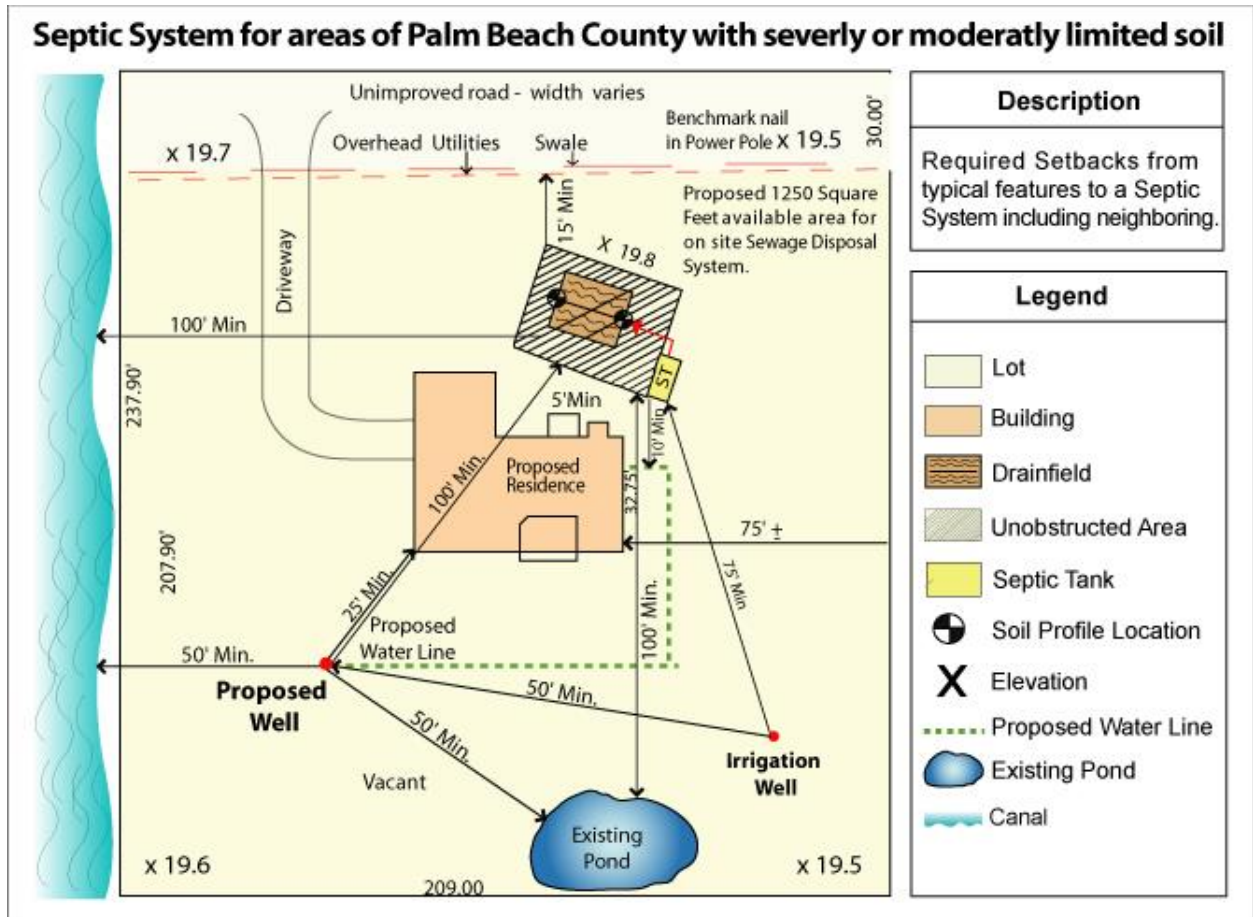 Septic System for areas of Palm Beach County with severly or moderatly limited soil
Unimproved road - width varies
30.00'
Benchmark nail
in Power Pole x 19.5
x 19.7
Overhead Utilities
Swale
Driveway
15' Min
Proposed 1250 Square
Feet available area for
on site Sewage Disposal
System.
X 19.8
100' Min
ST
237.90'
5'Min
10' Min
100' Min.
Proposed
Residence
32.75'
75' ±
207.90'
25' Min.
75' Min
100' Min.
Proposed
Water Line
50' Min.
Proposed
Well
50' Min.
50' Min.
Irrigation
Well
Vacant
Existing
Pond
x 19.6
x 19.5
209.00
Description
Required Setbacks from
typical features to a Septic
System including neighboring.
Legend
Lot
Building
Drainfield
Unobstructed Area
Septic Tank
Soil Profile Location
X Elevation
Proposed Water Line
Existing Pond
Canal